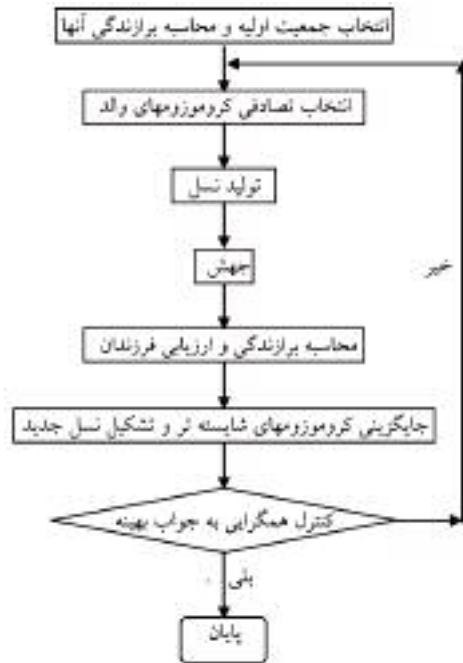 انتخاب جمعیت اولیه و محاسبه برازندگی آنها
انتخاب تصادفی کروموزومهای والد
تولید نسل
جهش
خیر
محاسبه برازندگی و ارزیابی فرزندان
جایگزینی کروموزومهای شایسته تر و تشکیل نسل جدید
کنترل همگرایی به جواب بهینه
بلی
پایان